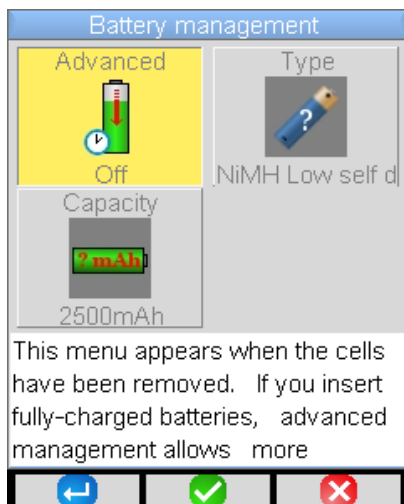 Battery management
Advanced
Type
?
Off
NiMH Low self d
Capacity
? mAh
2500mAh
This menu appears when the cells
have been removed. If you insert
fully-charged batteries, advanced
management allows more